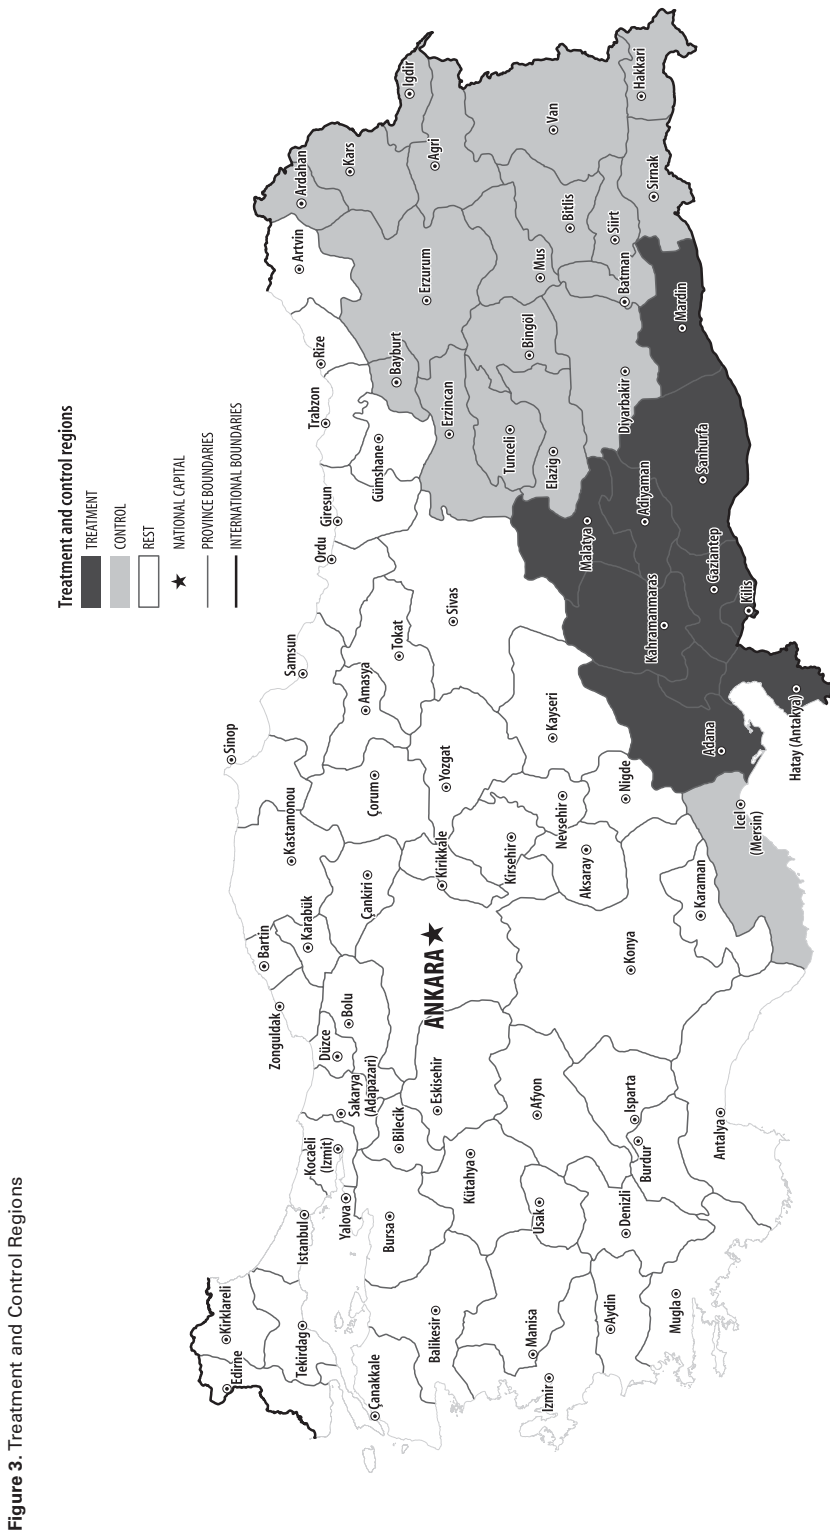 Figure 3. Treatment and Control Regions
Treatment and control regions
TREATMENT
CONTROL
REST
NATIONAL CAPITAL
PROVINCE BOUNDARIES
INTERNATIONAL BOUNDARIES
Kirklareli
Edirne
Tekirdag
Istanbul
Kocaeli
(Izmit)
Yalova
Sakarya
(Adapazari)
Düzce
Bolu
Zonguldak
Bartin
Karabük
Kastamonou
Çankiri
Sinop
Çorum
Samsun
Amasya
Tokat
Ordu
Giresun
Gümshane
Trabzon
Rize
Artvin
Ardahan
Kars
Igdir
Agri
Bayburt
Erzurum
Erzincan
Çanakkale
Balikesir
Bursa
Bilecik
Eskisehir
Kütahya
ANKARA
Kirikkale
Yozgat
Sivas
Kirsehir
Nevsehir
Kayseri
Aksaray
Nigde
Tunceli
Elazig
Bingöl
Mus
Bitlis
Van
Siirt
Batman
Diyarbakir
Sirnak
Hakkari
Manisa
Izmir
Usak
Afyon
Aydin
Denizli
Mugla
Burdur
Isparta
Antalya
Konya
Karaman
Icel
(Mersin)
Adana
Hatay (Antakya)
Kahramanmaras
Malatya
Adiyaman
Gaziantep
Kilis
Sanhurfa
Mardin